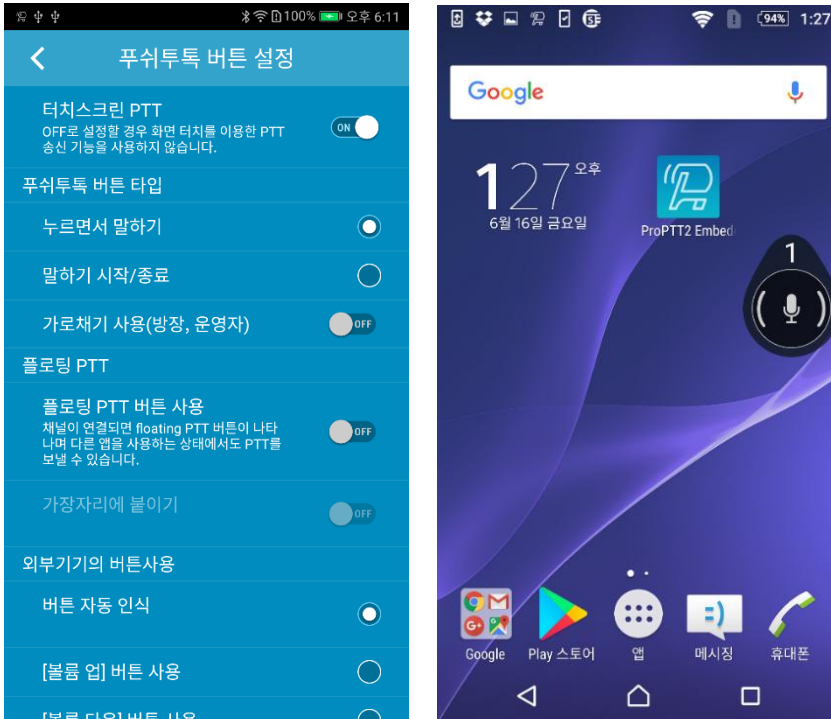 100% 오후 6:11
푸쉬투톡 버튼 설정
터치스크린 PTT
OFF로 설정할 경우 화면 터치를 이용한 PTT
송신 기능을 사용하지 않습니다.
ON
푸쉬투톡 버튼 타입
누르면서 말하기
말하기 시작/종료
가로채기 사용(방장, 운영자)
OFF
플로팅 PTT
플로팅 PTT 버튼 사용
채널이 연결되면 floating PTT 버튼이 나타
나며 다른 앱을 사용하는 상태에서도 PTT를
보낼 수 있습니다.
OFF
가장자리에 붙이기
OFF
외부기기의 버튼사용
버튼 자동 인식
[볼륨 업] 버튼 사용
[볼륨 다운] 버튼 사용
94% 1:27
Google
1 27 오후
6월 16일 금요일
ProPTT2 Embed
1
Google
Play 스토어
앱
메시징
휴대폰